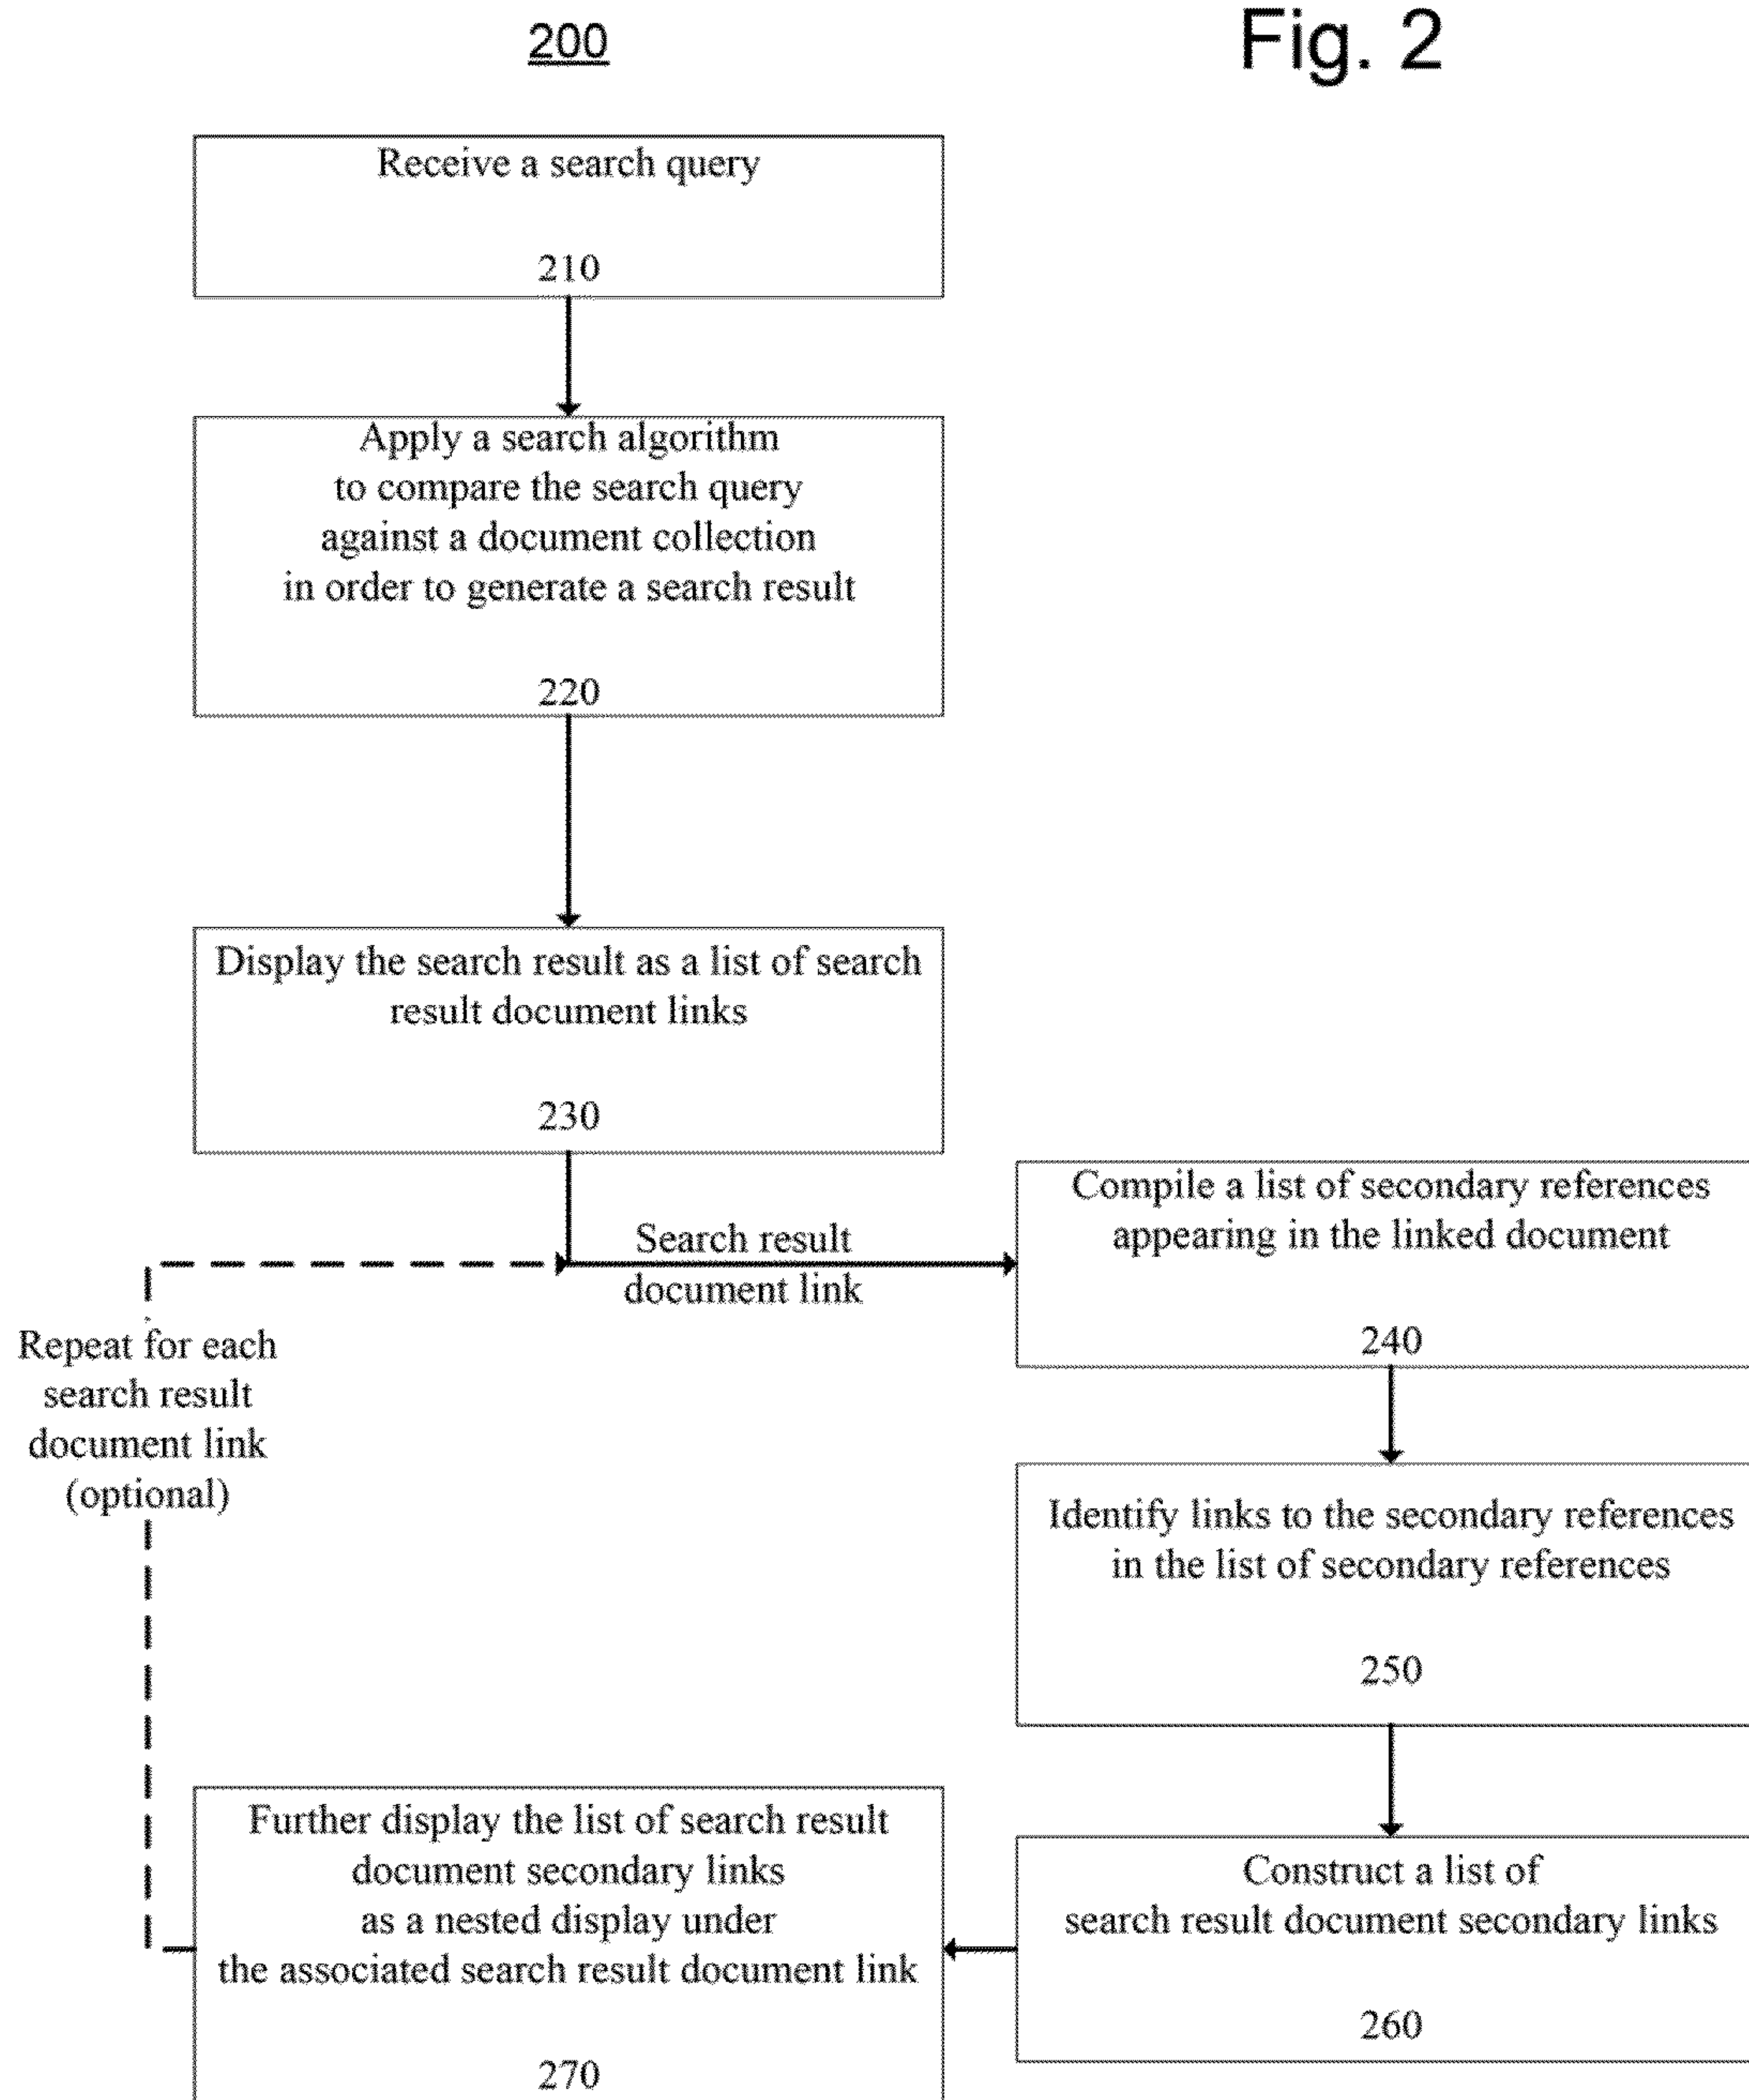 200
Fig. 2
Receive a search query
210
Apply a search algorithm
to compare the search query
against a document collection
in order to generate a search result
220
Display the search result as a list of search
result document links
230
Search result
document link
Compile a list of secondary references
appearing in the linked document
240
Identify links to the secondary references
in the list of secondary references
250
Construct a list of
search result document secondary links
260
Further display the list of search result
document secondary links
as a nested display under
the associated search result document link
270
Repeat for each
search result
document link
(optional)